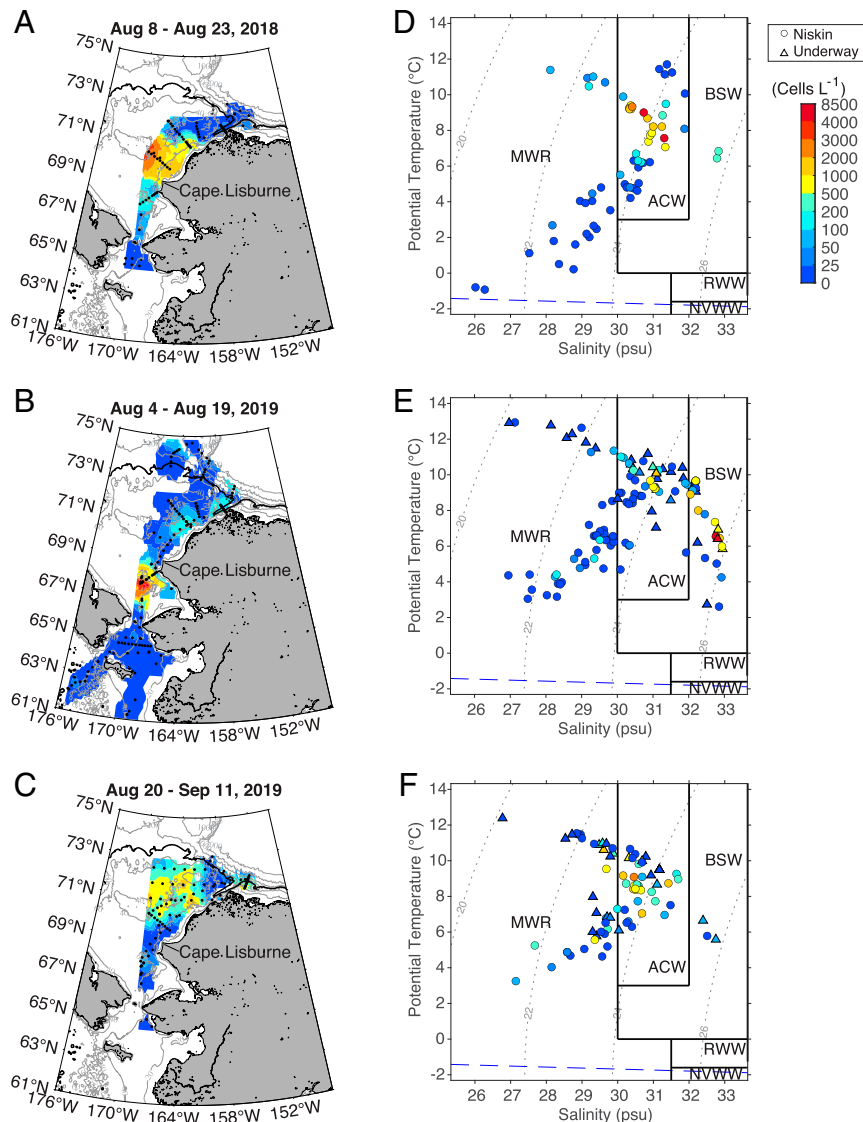 A
Aug 8 - Aug 23, 2018
75°N
73°N
71°N
69°N
67°N
65°N
63°N
61°N
176°W
170°W
164°W
158°W
152°W
Cape Lisburne
D
Potential Temperature (°C)
14
12
10
8
6
4
2
0
-2
26 27 28 29 30 31 32 33
Salinity (psu)
20
22
24
26
MWR
ACW
BSW
RWW
NVWW
Niskin
Underway
(Cells L⁻¹)
8500
4000
3000
2000
1000
500
200
100
50
25
0
B
Aug 4 - Aug 19, 2019
75°N
73°N
71°N
69°N
67°N
65°N
63°N
61°N
176°W
170°W
164°W
158°W
152°W
Cape Lisburne
E
Potential Temperature (°C)
14
12
10
8
6
4
2
0
-2
26 27 28 29 30 31 32 33
Salinity (psu)
20
22
24
26
MWR
ACW
BSW
RWW
NVWW
C
Aug 20 - Sep 11, 2019
75°N
73°N
71°N
69°N
67°N
65°N
63°N
61°N
176°W
170°W
164°W
158°W
152°W
Cape Lisburne
F
Potential Temperature (°C)
14
12
10
8
6
4
2
0
-2
26 27 28 29 30 31 32 33
Salinity (psu)
20
22
24
26
MWR
ACW
BSW
RWW
NVWW